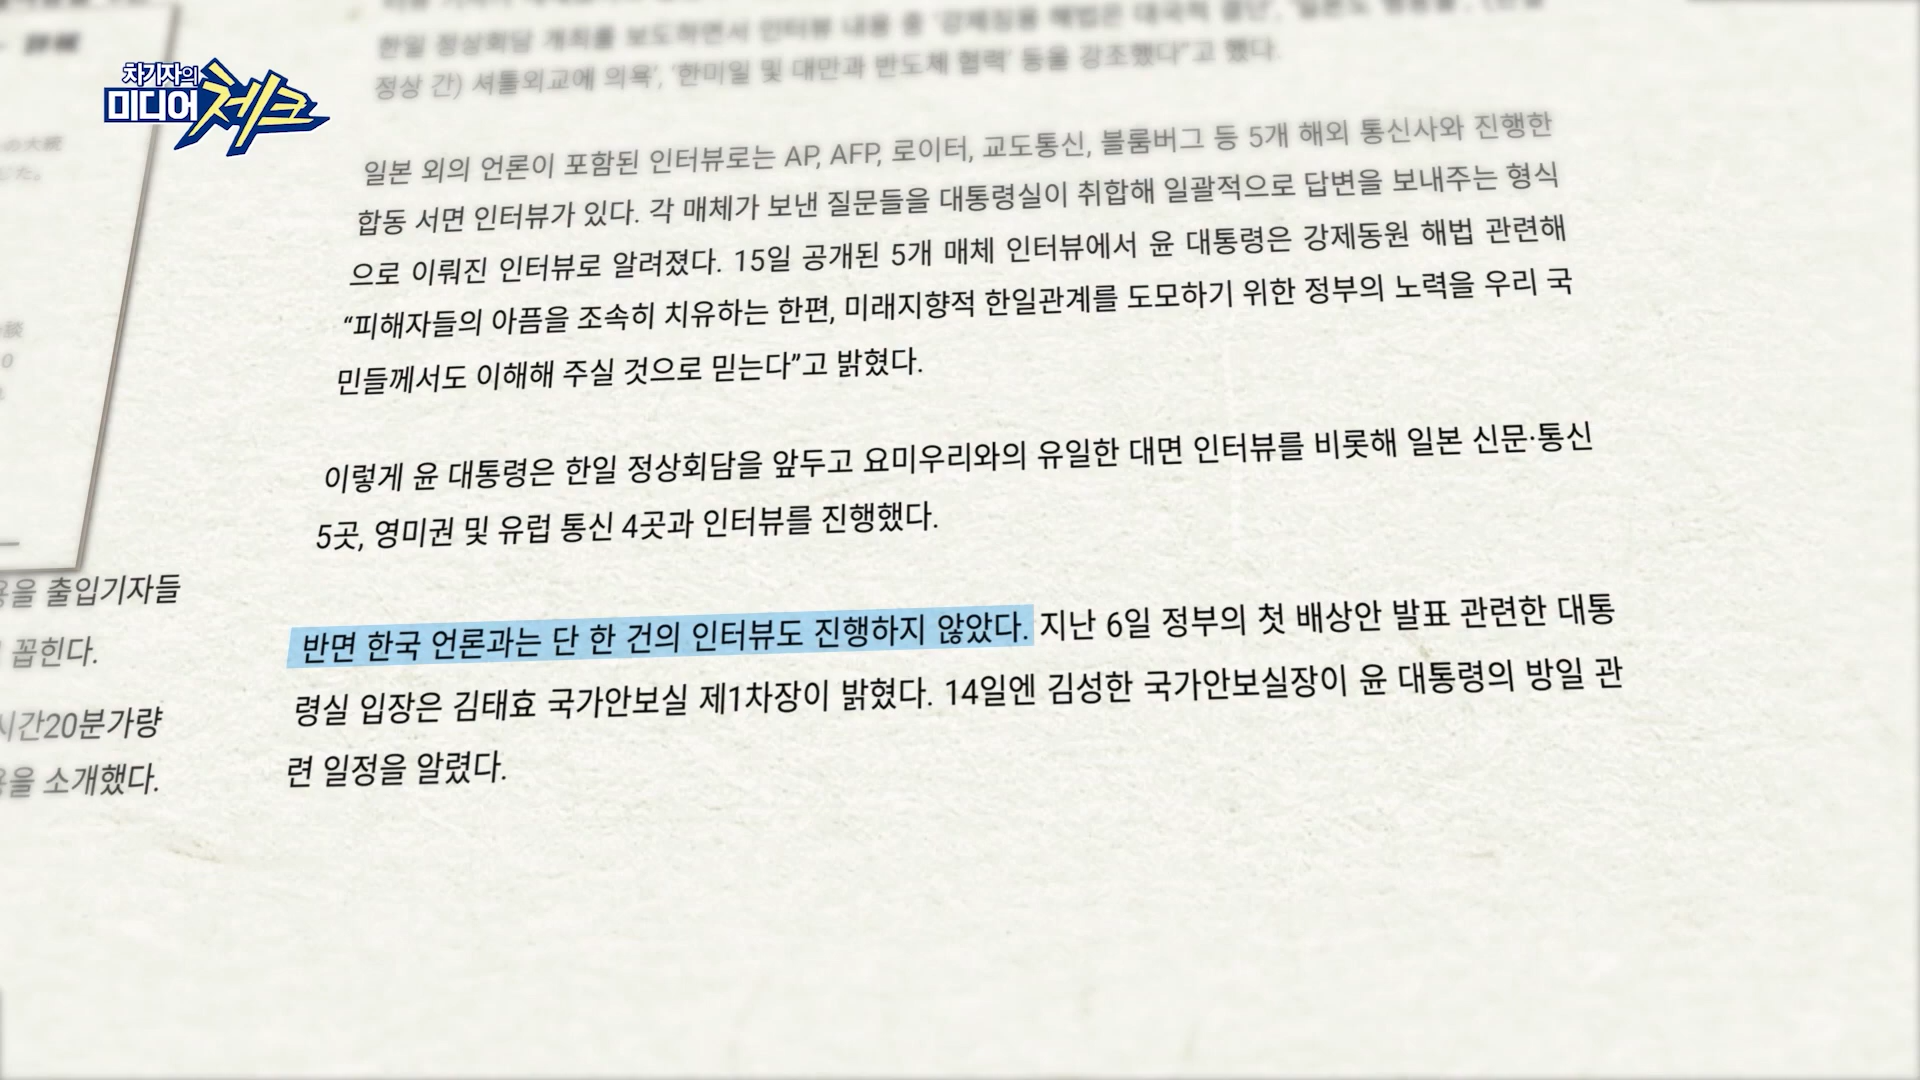 차기자의
미디어 체크
한일 정상회담 개최를 보도하면서 인터뷰 내용 중 '강제징용 해법은 대국적 결단',
정상 간) 셔틀외교에 의욕', '한미일 및 대만과 반도체 협력' 등을 강조했다"고 했다.
일본 외의 언론이 포함된 인터뷰로는 AP, AFP, 로이터, 교도통신, 블룸버그 등 5개 해외 통신사와 진행한
합동 서면 인터뷰가 있다. 각 매체가 보낸 질문들을 대통령실이 취합해 일괄적으로 답변을 보내주는 형식
으로 이뤄진 인터뷰로 알려졌다. 15일 공개된 5개 매체 인터뷰에서 윤 대통령은 강제동원 해법 관련해
“피해자들의 아픔을 조속히 치유하는 한편, 미래지향적 한일관계를 도모하기 위한 정부의 노력을 우리 국
민들께서도 이해해 주실 것으로 믿는다”고 밝혔다.
이렇게 윤 대통령은 한일 정상회담을 앞두고 요미우리와의 유일한 대면 인터뷰를 비롯해 일본 신문·통신
5곳, 영미권 및 유럽 통신 4곳과 인터뷰를 진행했다.
반면 한국 언론과는 단 한 건의 인터뷰도 진행하지 않았다. 지난 6일 정부의 첫 배상안 발표 관련한 대통
령실 입장은 김태효 국가안보실 제1차장이 밝혔다. 14일엔 김성한 국가안보실장이 윤 대통령의 방일 관
련 일정을 알렸다.
の大統
した。
談
0
용을 출입기자들
꼽힌다.
시간20분가량
용을 소개했다.